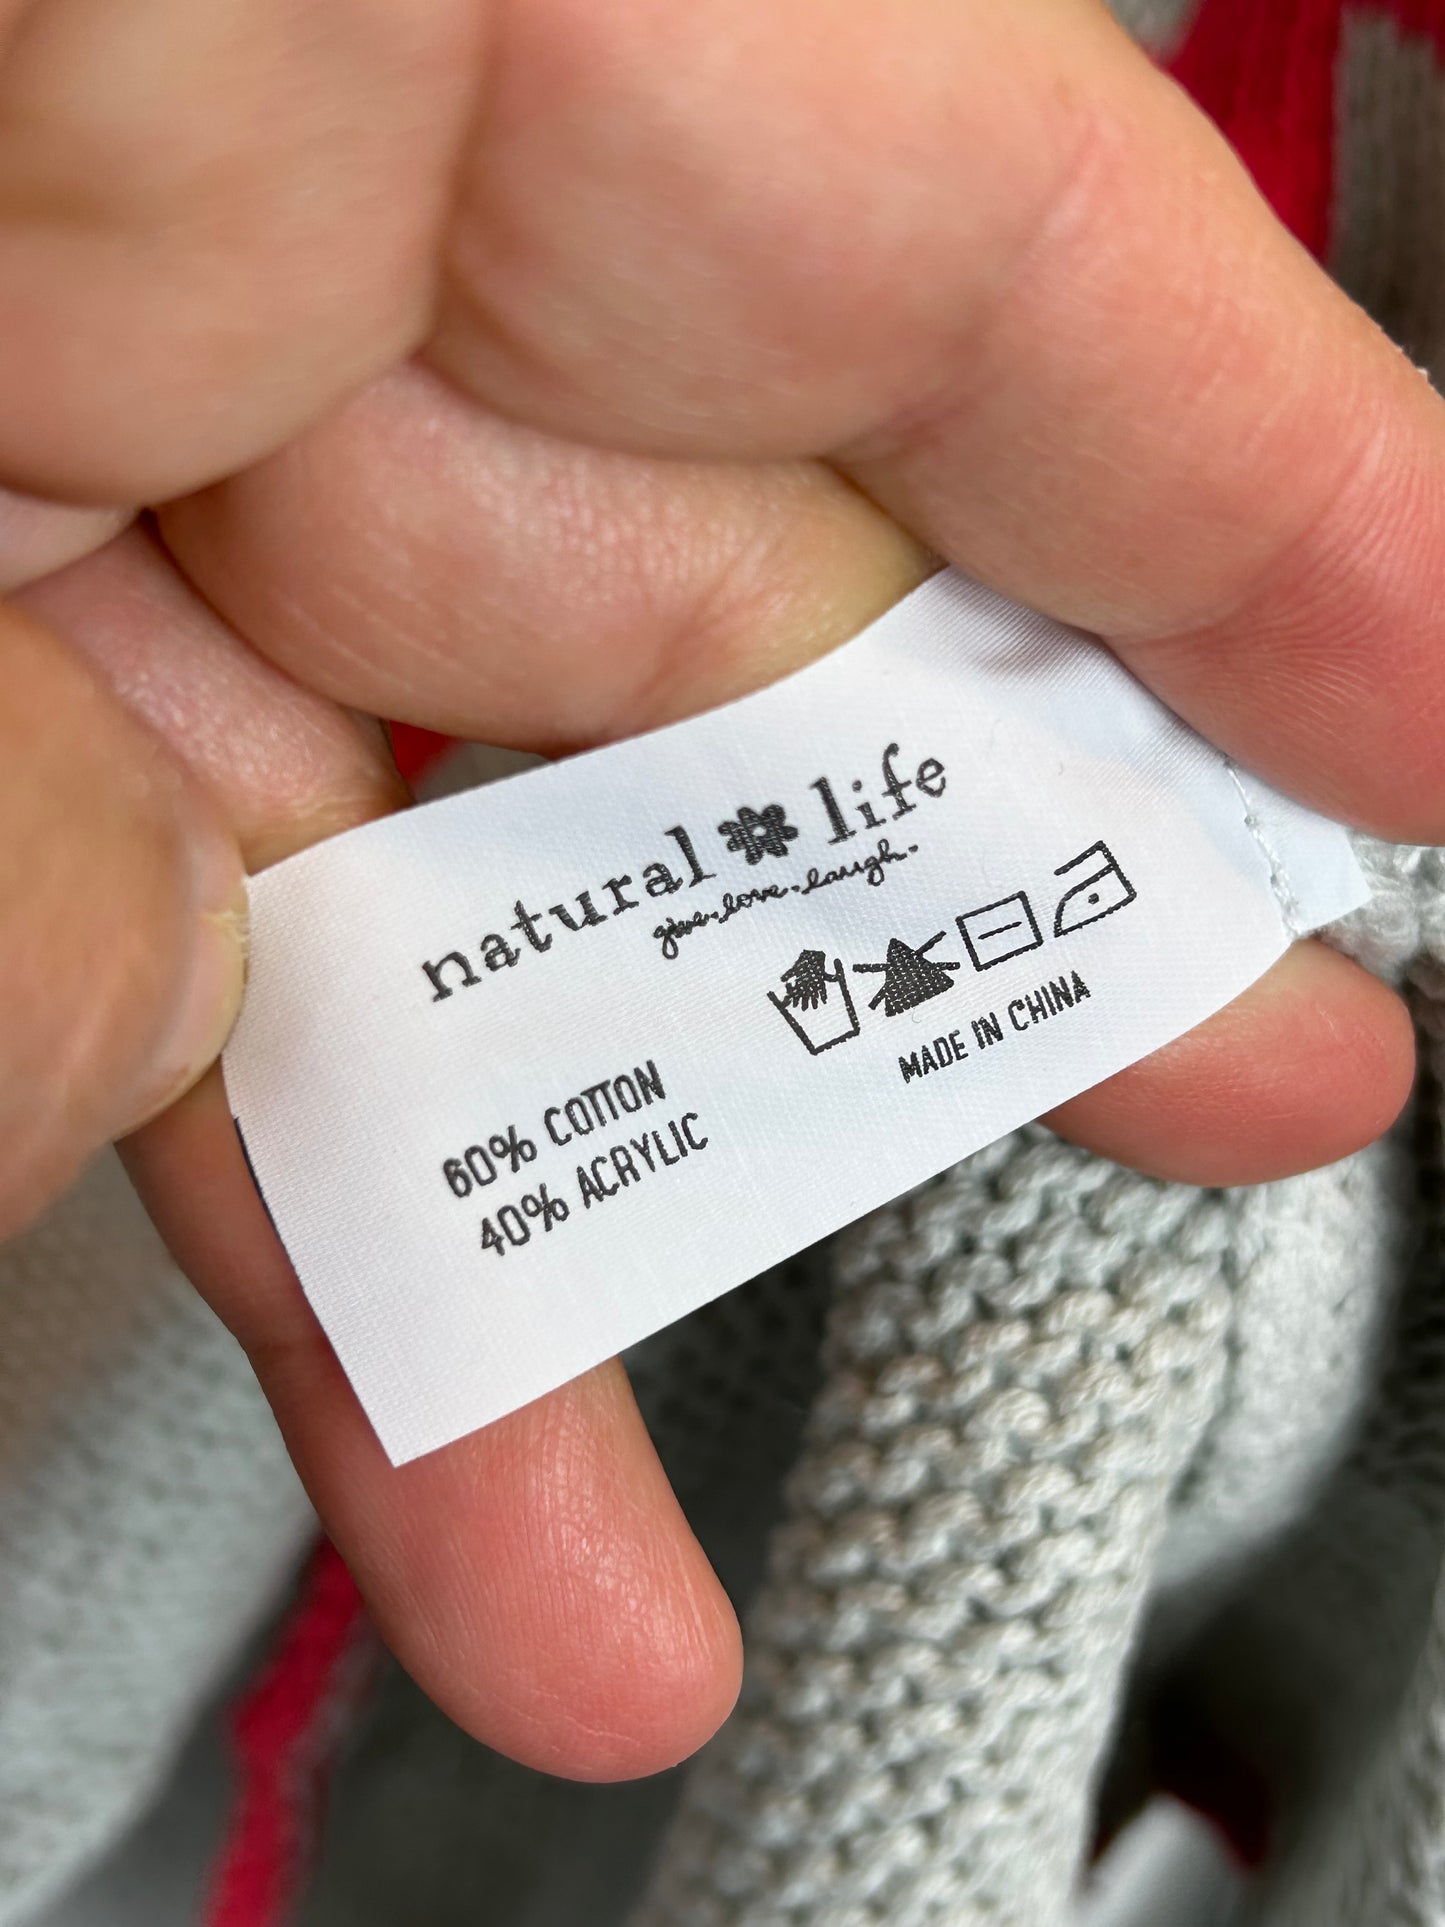 natural life
give. love. laugh.
MADE IN CHINA
60% COTTON
40% ACRYLIC